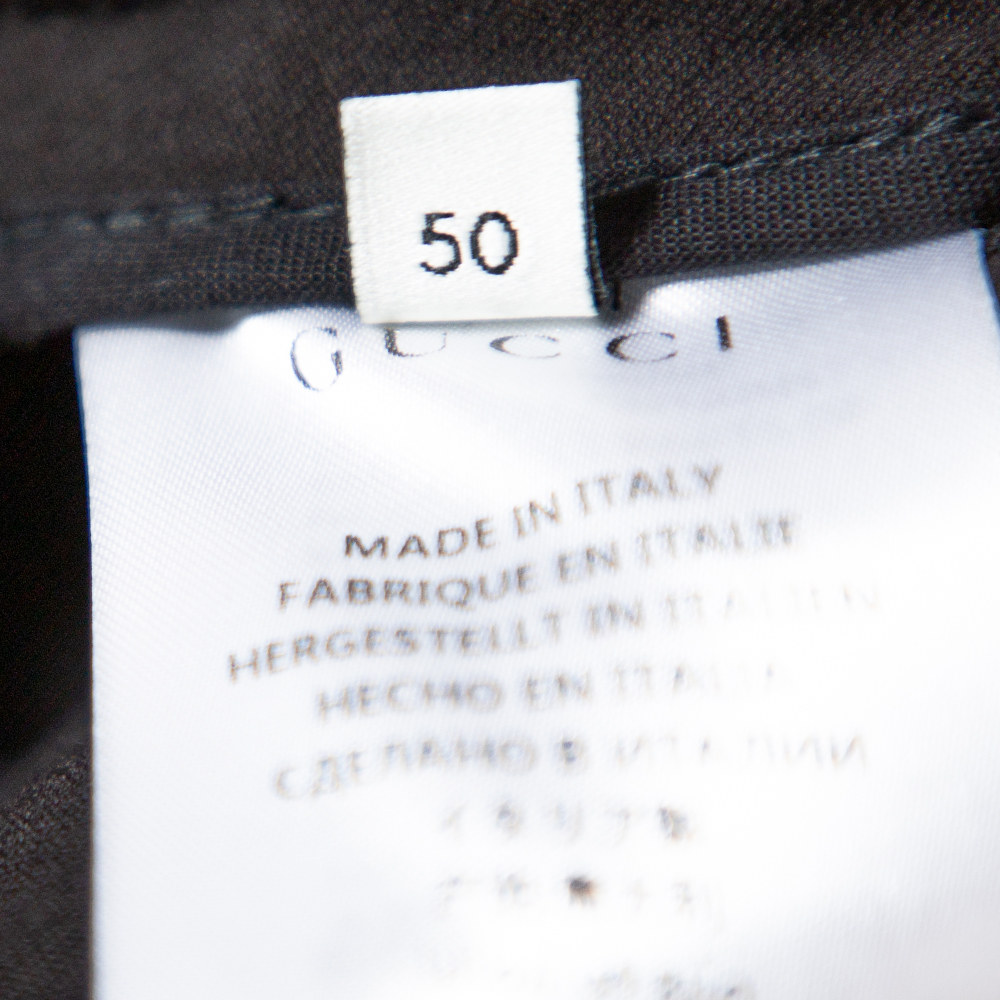 50
GUCCI
MADE IN ITALY
FABRIQUE EN ITALIE
HERGESTELLT IN ITALIEN
HECHO EN ITALIA
СДЕЛАНО В ИТАЛИИ
イタリア製